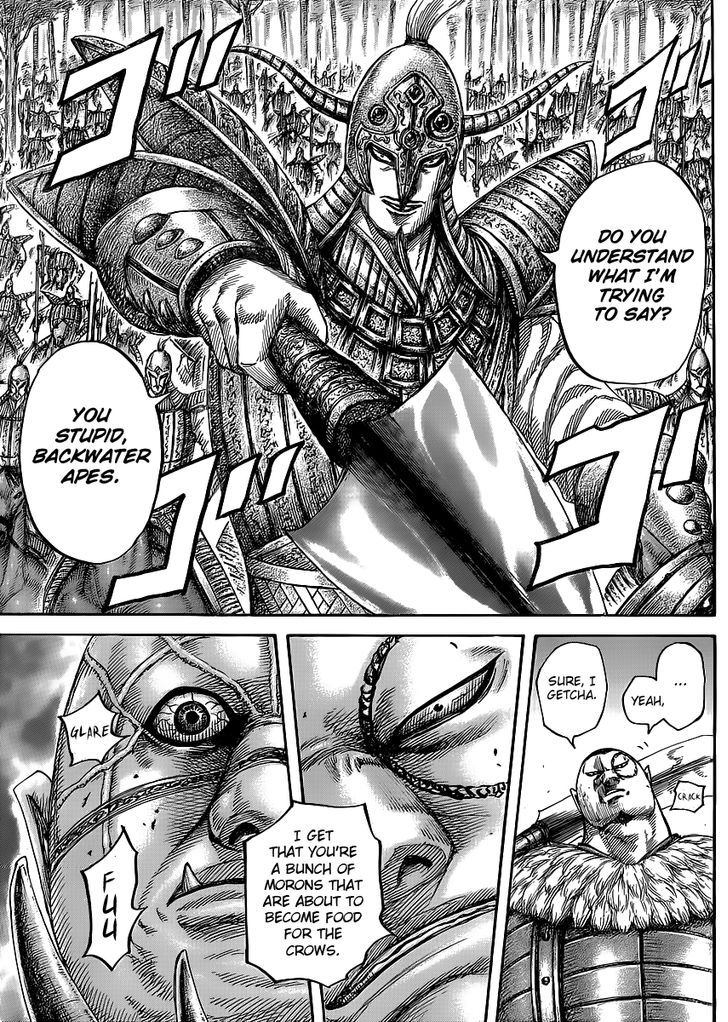 ゴ
ゴ
DO YOU
UNDERSTAND
WHAT I'M
TRYING
TO SAY?
YOU
STUPID,
BACKWATER
APES.
ゴ
ゴ
...
YEAH,
SURE, I
GETCHA.
CRICK
I GET
THAT YOU'RE
A BUNCH OF
MORONS THAT
ARE ABOUT TO
BECOME FOOD
FOR THE
CROWS.
GLARE
FUU